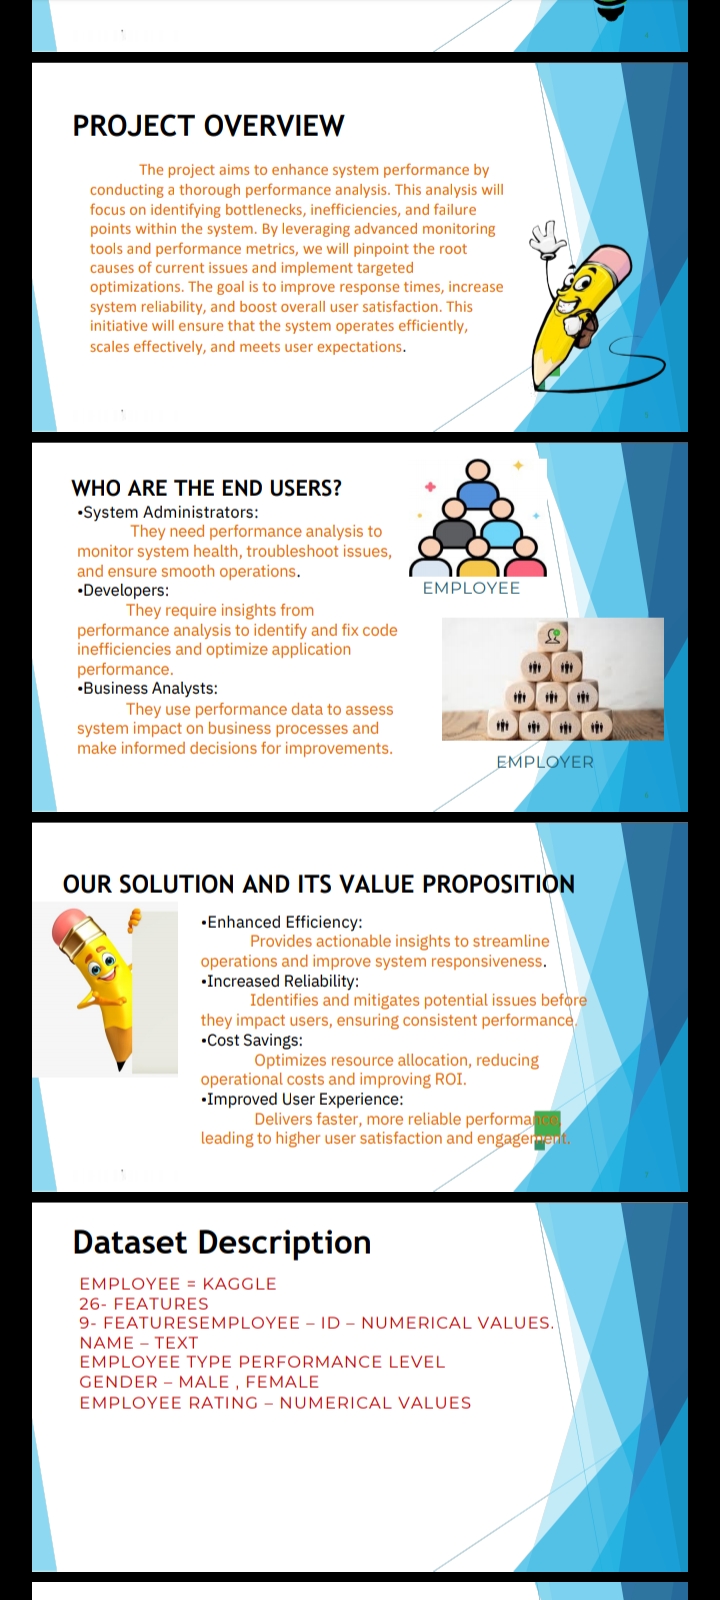 PROJECT OVERVIEW
The project aims to enhance system performance by
conducting a thorough performance analysis. This analysis will
focus on identifying bottlenecks, inefficiencies, and failure
points within the system. By leveraging advanced monitoring
tools and performance metrics, we will pinpoint the root
causes of current issues and implement targeted
optimizations. The goal is to improve response times, increase
system reliability, and boost overall user satisfaction. This
initiative will ensure that the system operates efficiently,
scales effectively, and meets user expectations.
WHO ARE THE END USERS?
•System Administrators:
They need performance analysis to
monitor system health, troubleshoot issues,
and ensure smooth operations.
•Developers:
They require insights from
performance analysis to identify and fix code
inefficiencies and optimize application
performance.
•Business Analysts:
They use performance data to assess
system impact on business processes and
make informed decisions for improvements.
EMPLOYEE
EMPLOYER
OUR SOLUTION AND ITS VALUE PROPOSITION
•Enhanced Efficiency:
Provides actionable insights to streamline
operations and improve system responsiveness.
•Increased Reliability:
Identifies and mitigates potential issues before
they impact users, ensuring consistent performance.
•Cost Savings:
Optimizes resource allocation, reducing
operational costs and improving ROI.
•Improved User Experience:
Delivers faster, more reliable performance,
leading to higher user satisfaction and engagement.
Dataset Description
EMPLOYEE = KAGGLE
26- FEATURES
9- FEATURESEMPLOYEE – ID – NUMERICAL VALUES.
NAME – TEXT
EMPLOYEE TYPE PERFORMANCE LEVEL
GENDER – MALE , FEMALE
EMPLOYEE RATING – NUMERICAL VALUES